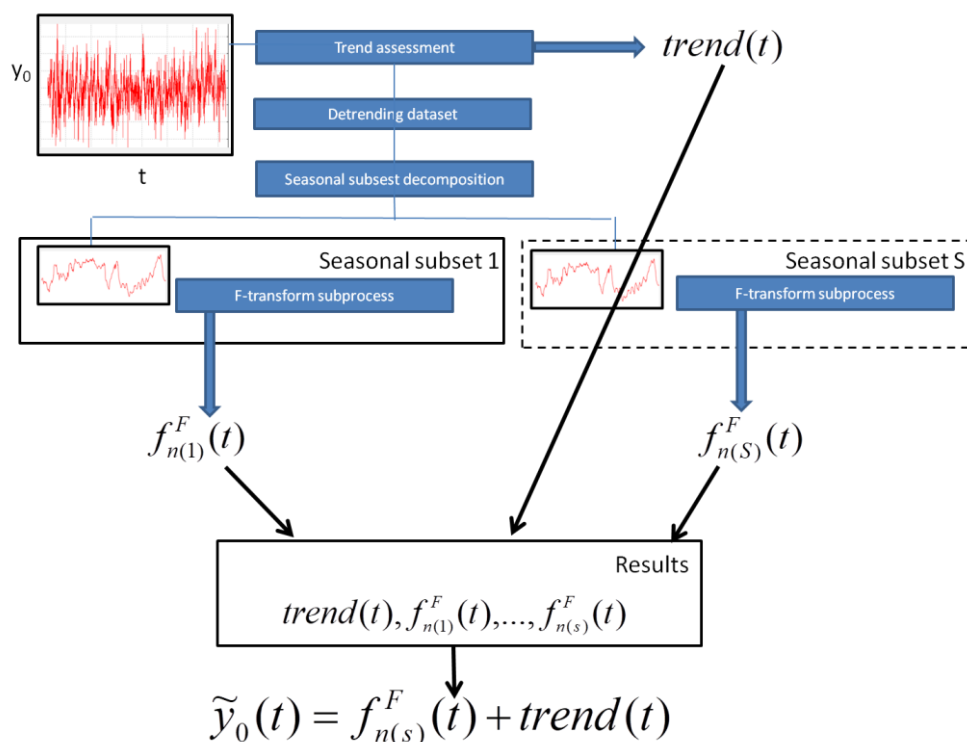 y₀
t
Trend assessment
trend(t)
Detrending dataset
Seasonal subsest decomposition
Seasonal subset 1
F-transform subprocess
Seasonal subset S
F-transform subprocess
f^F_{n(1)}(t)
f^F_{n(S)}(t)
Results
trend(t), f^F_{n(1)}(t),..., f^F_{n(s)}(t)
ỹ₀(t) = f^F_{n(s)}(t) + trend(t)